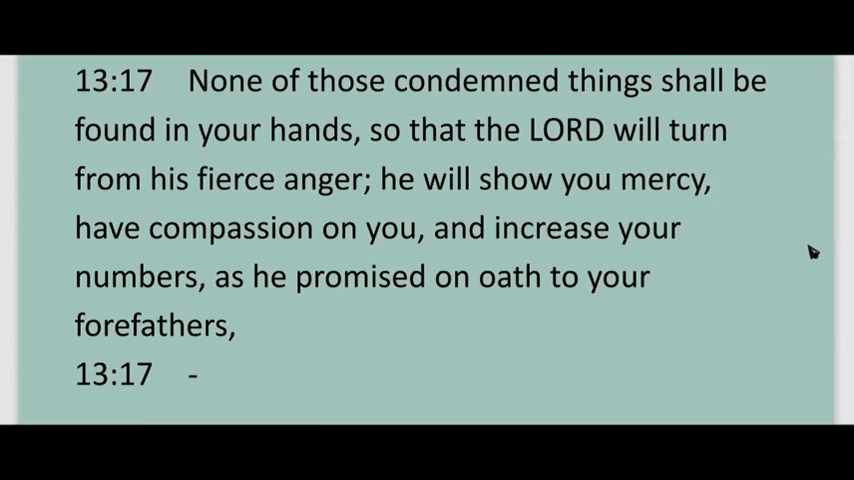 13:17 None of those condemned things shall be
found in your hands, so that the LORD will turn
from his fierce anger; he will show you mercy,
have compassion on you, and increase your
numbers, as he promised on oath to your
forefathers,
13:17 -